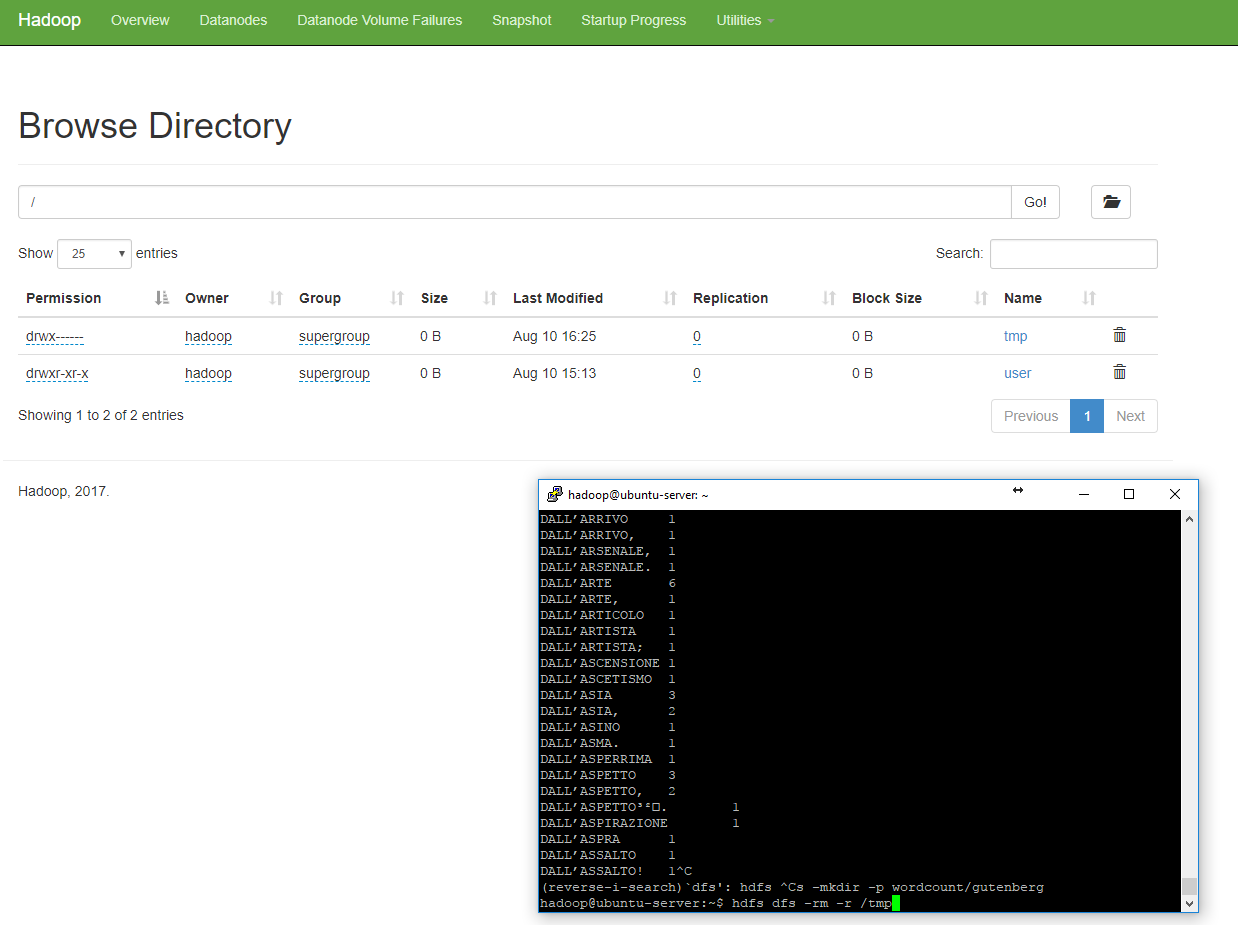 Hadoop Overview Datanodes Datanode Volume Failures Snapshot Startup Progress Utilities
Browse Directory
/ Go!
Show 25 entries Search:
Permission Owner Group Size Last Modified Replication Block Size Name
drwx------ hadoop supergroup 0 B Aug 10 16:25 0 0 B tmp
drwxr-xr-x hadoop supergroup 0 B Aug 10 15:13 0 0 B user
Showing 1 to 2 of 2 entries Previous 1 Next
Hadoop, 2017.
hadoop@ubuntu-server: ~
DALL'ARRIVO 1
DALL'ARRIVO, 1
DALL'ARSENALE, 1
DALL'ARSENALE. 1
DALL'ARTE 6
DALL'ARTE, 1
DALL'ARTICOLO 1
DALL'ARTISTA 1
DALL'ARTISTA; 1
DALL'ASCENSIONE 1
DALL'ASCETISMO 1
DALL'ASIA 3
DALL'ASIA, 2
DALL'ASINO 1
DALL'ASMA. 1
DALL'ASPERRIMA 1
DALL'ASPETTO 3
DALL'ASPETTO, 2
1
DALL'ASPIRAZIONE 1
DALL'ASPRA 1
DALL'ASSALTO 1
DALL'ASSALTO! 1^C
(reverse-i-search)`dfs': hdfs ^Cs -mkdir -p wordcount/gutenberg
hadoop@ubuntu-server:~$ hdfs dfs -rm -r /tmp